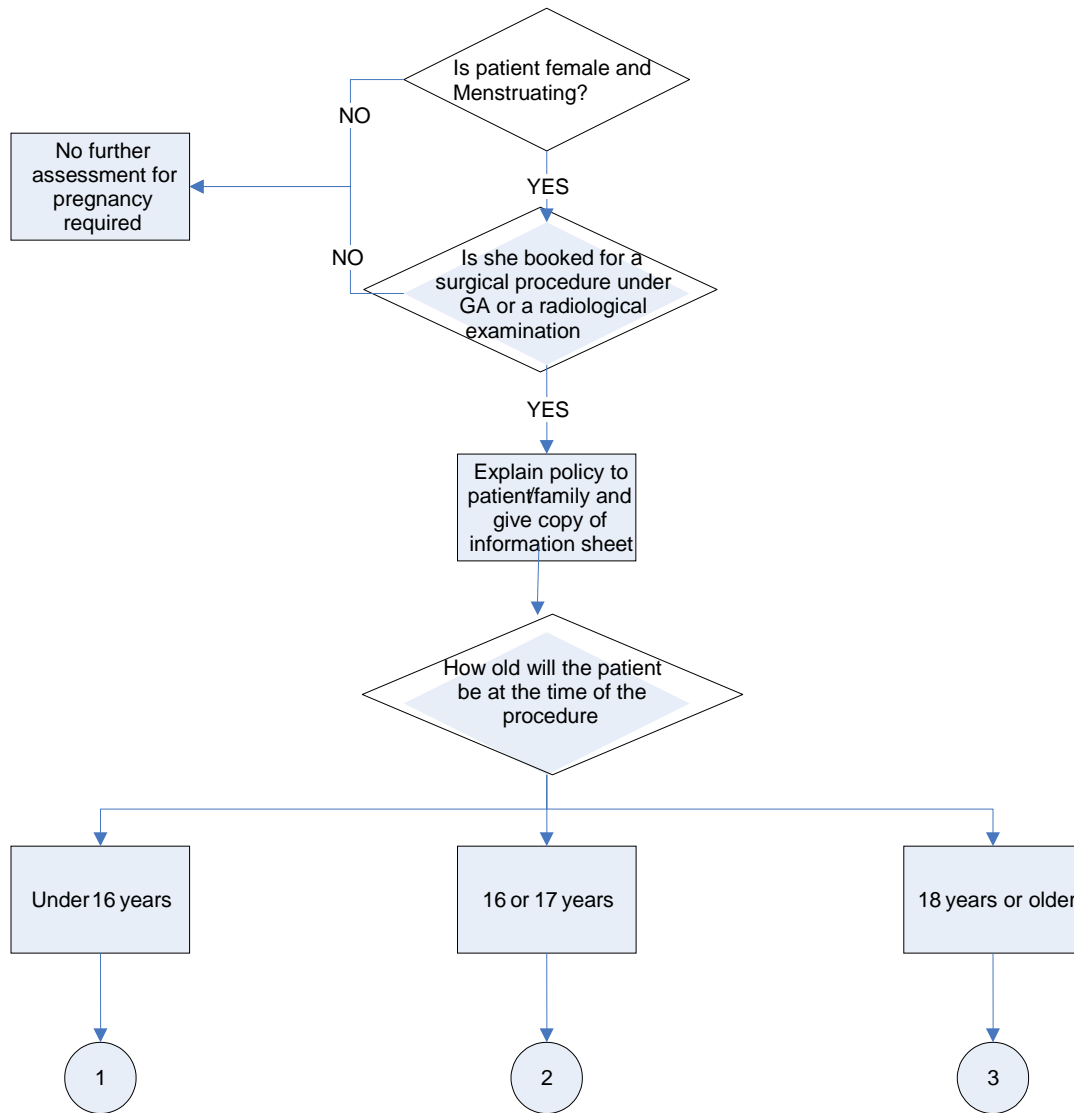 Is patient female and
Menstruating?
NO
No further
assessment for
pregnancy
required
YES
NO
Is she booked for a
surgical procedure under
GA or a radiological
examination
YES
Explain policy to
patient/family and
give copy of
information sheet
How old will the patient
be at the time of the
procedure
Under 16 years
16 or 17 years
18 years or older
1
2
3